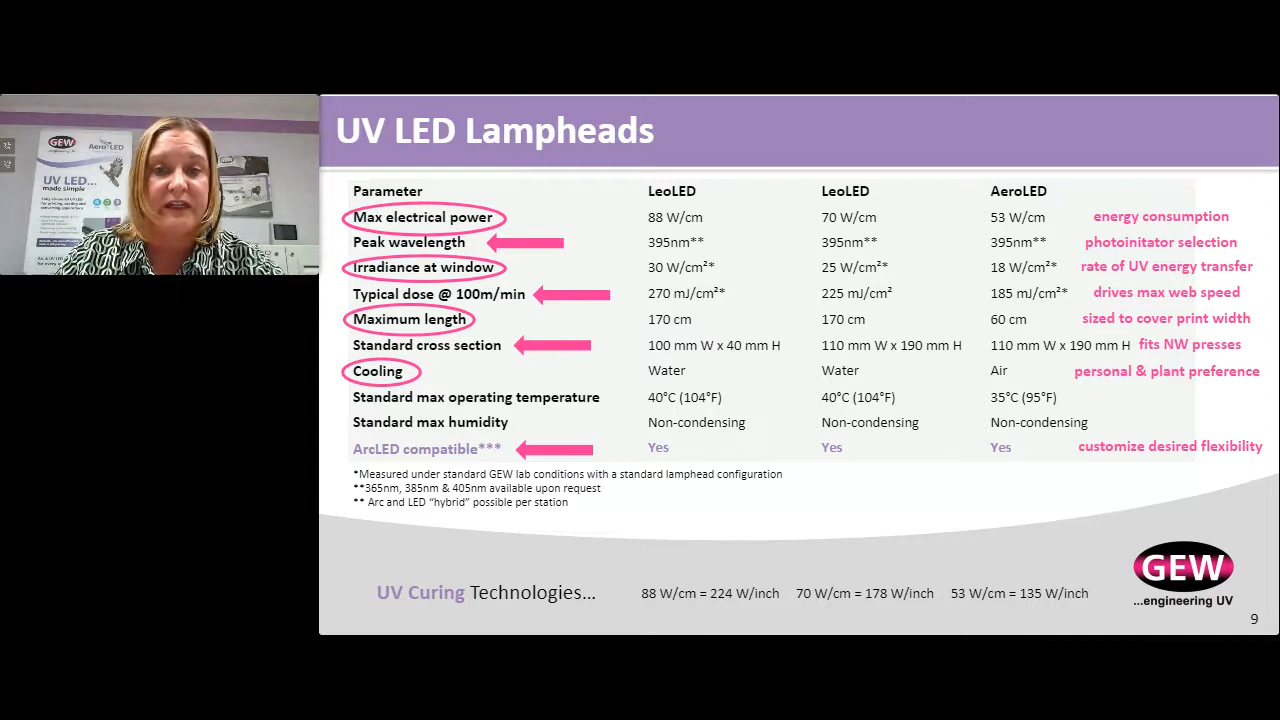 GEW
...engineering UV
AeroLED
UV LED...
made simple
UV LED Lampheads
Parameter LeoLED LeoLED AeroLED
Max electrical power 88 W/cm 70 W/cm 53 W/cm energy consumption
Peak wavelength 395nm** 395nm** 395nm** photoinitator selection
Irradiance at window 30 W/cm²* 25 W/cm²* 18 W/cm²* rate of UV energy transfer
Typical dose @ 100m/min 270 mJ/cm²* 225 mJ/cm² 185 mJ/cm²* drives max web speed
Maximum length 170 cm 170 cm 60 cm sized to cover print width
Standard cross section 100 mm W x 40 mm H 110 mm W x 190 mm H 110 mm W x 190 mm H fits NW presses
Cooling Water Water Air personal & plant preference
Standard max operating temperature 40°C (104°F) 40°C (104°F) 35°C (95°F)
Standard max humidity Non-condensing Non-condensing Non-condensing
ArcLED compatible*** Yes Yes Yes customize desired flexibility
*Measured under standard GEW lab conditions with a standard lamphead configuration
**365nm, 385nm & 405nm available upon request
** Arc and LED “hybrid” possible per station
UV Curing Technologies... 88 W/cm = 224 W/inch 70 W/cm = 178 W/inch 53 W/cm = 135 W/inch
GEW
...engineering UV
9